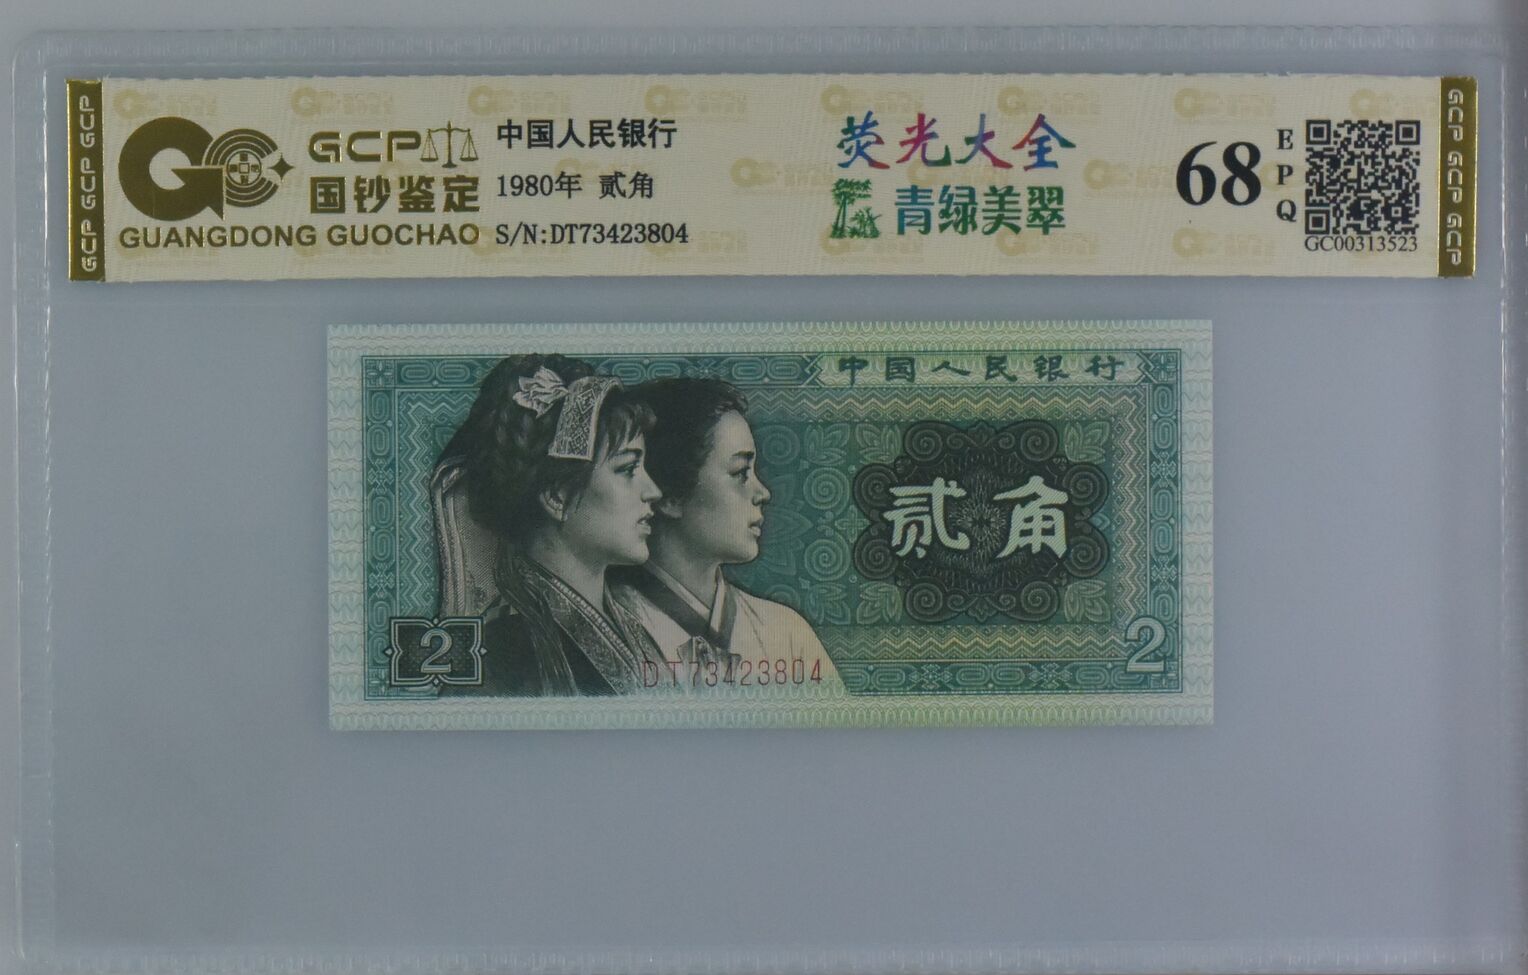 GCP GCP GCP
GCP
国钞鉴定
GUANGDONG GUOCHAO
中国人民银行
1980年 贰角
S/N:DT73423804
荧光大全
青绿美翠
68
EPQ
GC00313523
GCP GCP GCP
中国人民银行
贰角
2
2
DT73423804